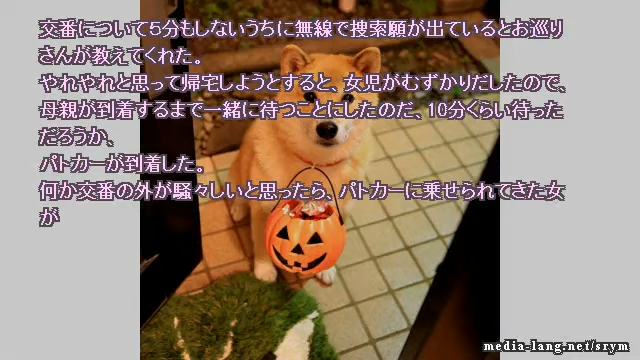 交番について５分もしないうちに無線で捜索願が出ているとお巡り
さんが教えてくれた。
やれやれと思って帰宅しようとすると、女児がむずかりだしたので、
母親が到着するまで一緒に待つことにしたのだ、10分くらい待った
だろうか、
パトカーが到着した。
何か交番の外が騒々しいと思ったら、パトカーに乗せられてきた女
が
media-lang.net/srym